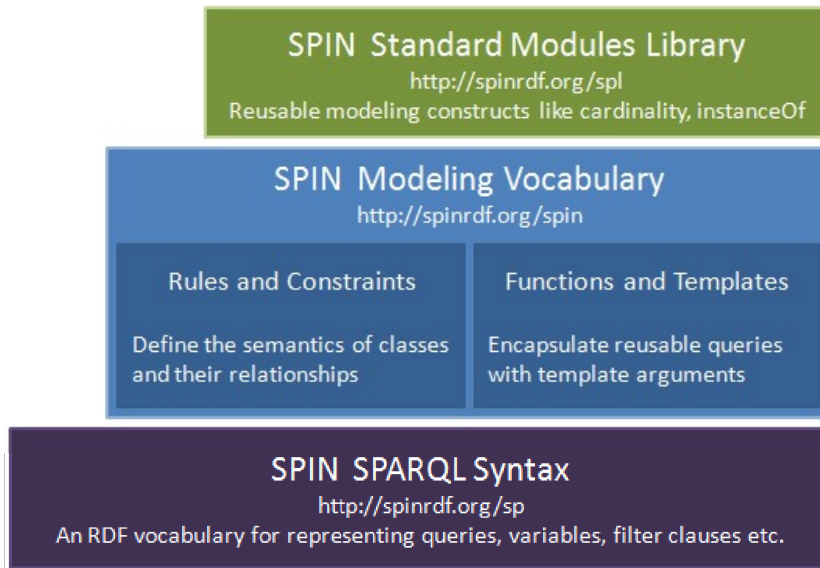 SPIN Standard Modules Library
http://spinrdf.org/spl
Reusable modeling constructs like cardinality, instanceOf
SPIN Modeling Vocabulary
http://spinrdf.org/spin
Rules and Constraints
Define the semantics of classes
and their relationships
Functions and Templates
Encapsulate reusable queries
with template arguments
SPIN SPARQL Syntax
http://spinrdf.org/sp
An RDF vocabulary for representing queries, variables, filter clauses etc.